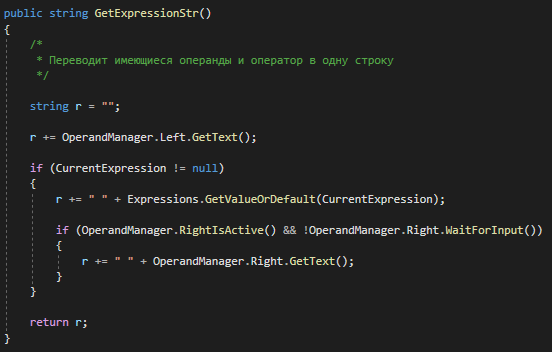 public string GetExpressionStr()
{
/*
* Переводит имеющиеся операнды и оператор в одну строку
*/
string r = "";
r += OperandManager.Left.GetText();
if (CurrentExpression != null)
{
r += " " + Expressions.GetValueOrDefault(CurrentExpression);
if (OperandManager.RightIsActive() && !OperandManager.Right.WaitForInput())
{
r += " " + OperandManager.Right.GetText();
}
}
return r;
}